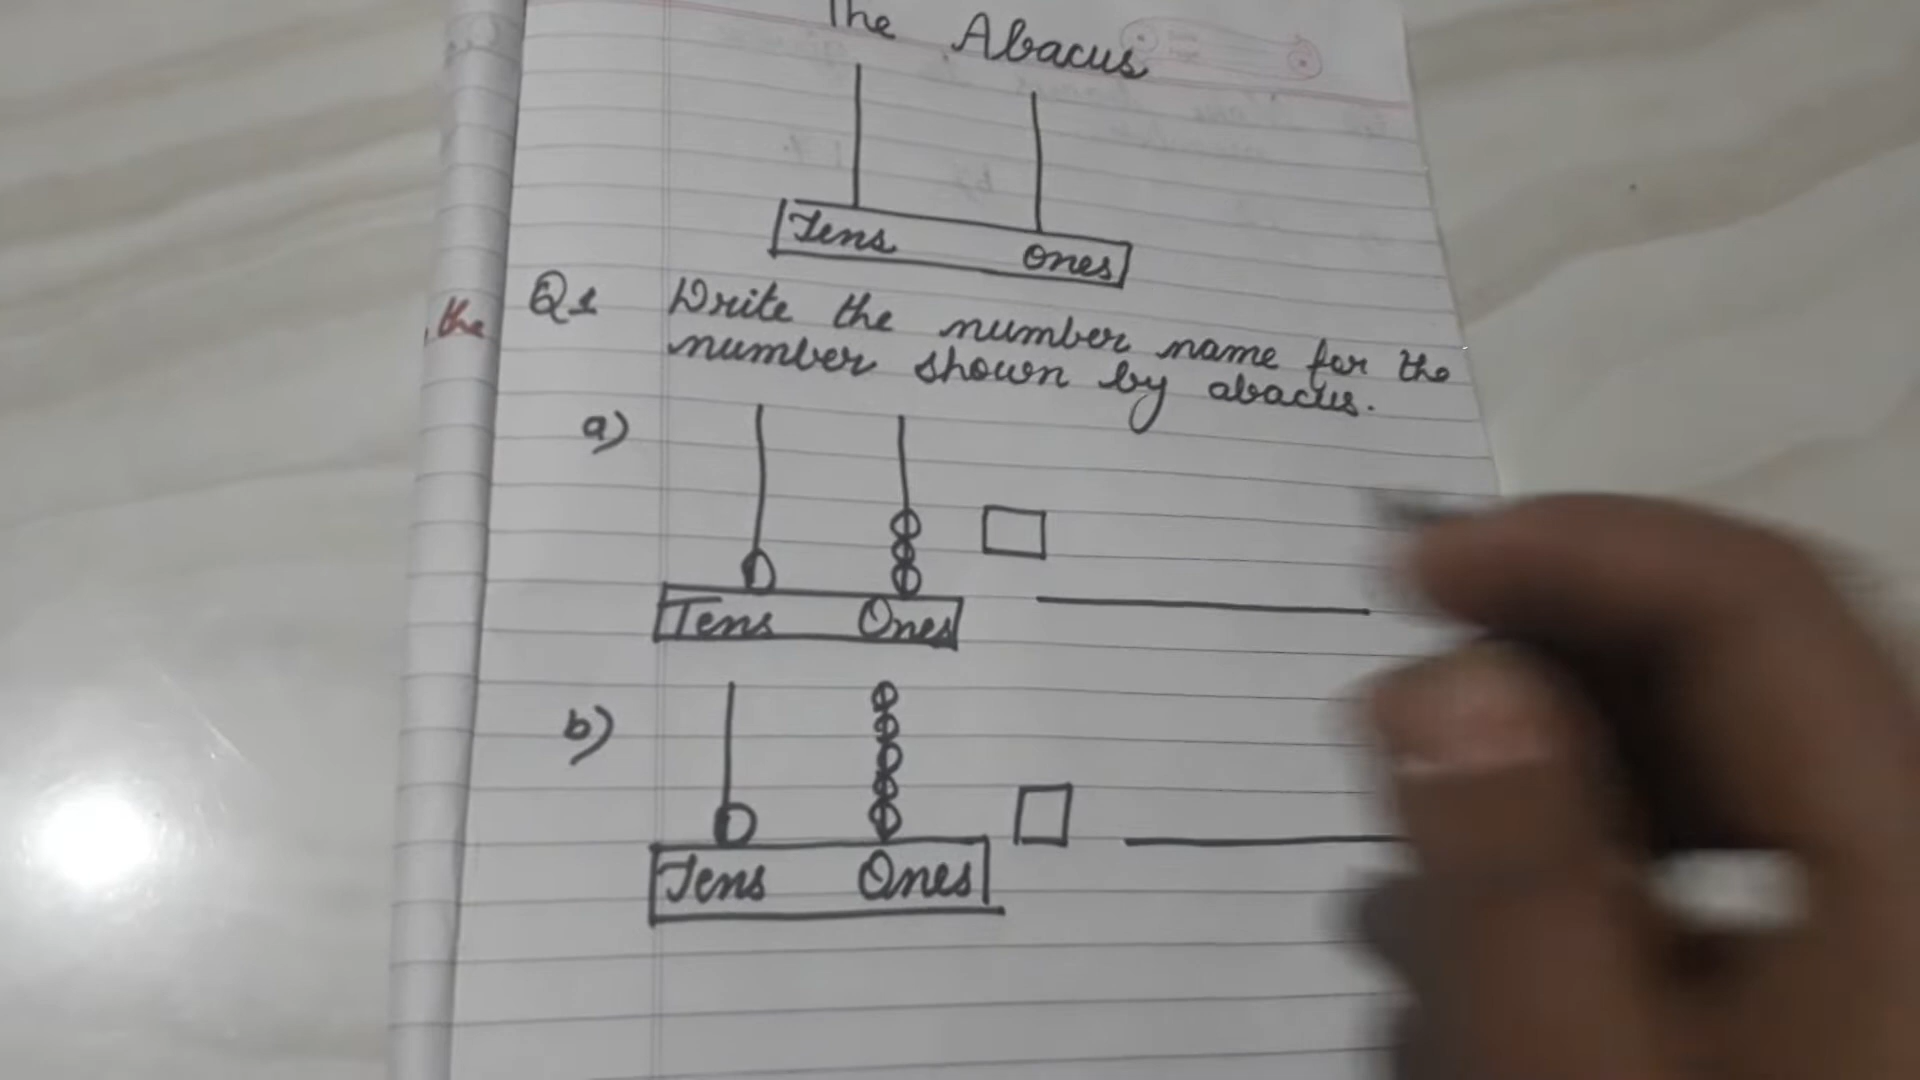 The Abacus
Tens Ones
Q1 Write the number name for the
number shown by abacus.
, the
a)
Tens Ones
b)
Tens Ones